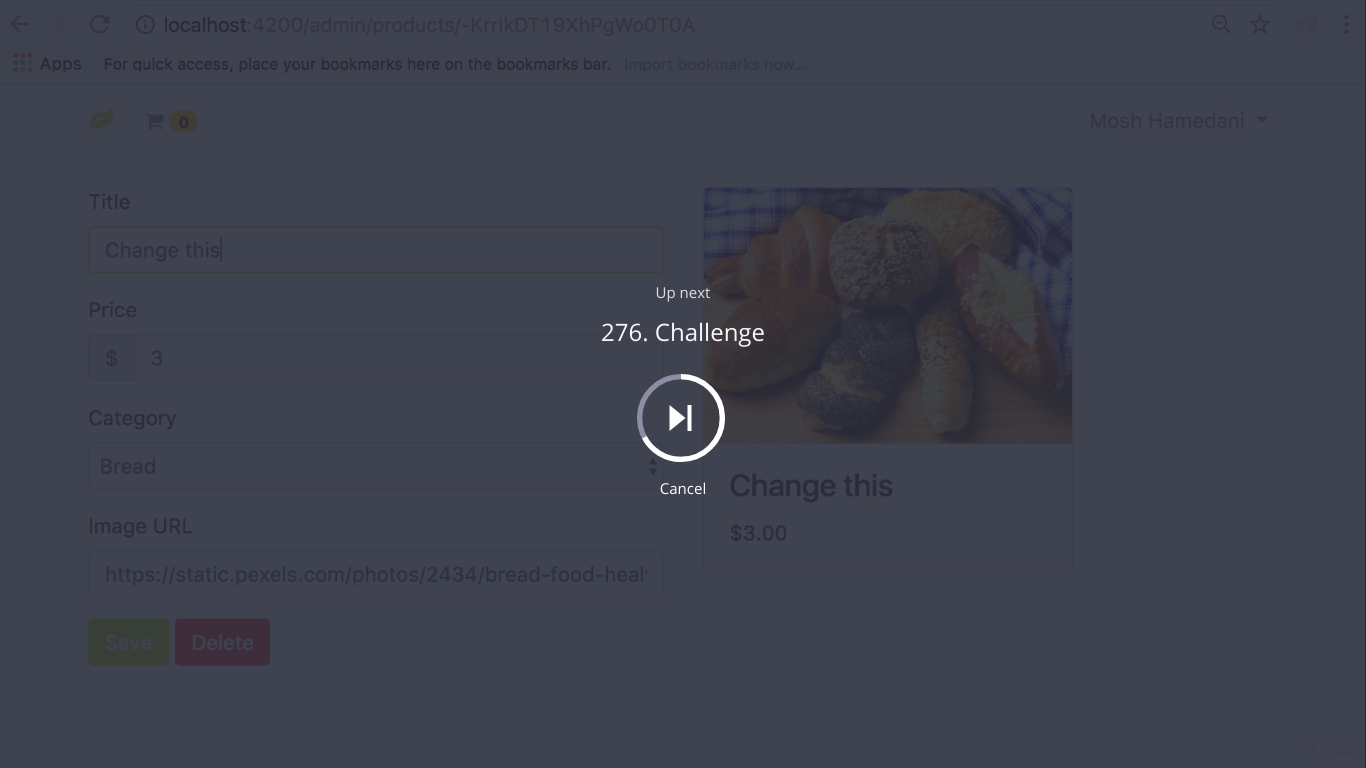 localhost:4200/admin/products/-KrrlkDT19XhPgWo0T0A
Apps For quick access, place your bookmarks here on the bookmarks bar. Import bookmarks now...
0 Mosh Hamedani
Title
Change this
Price
$ 3
Category
Bread
Image URL
https://static.pexels.com/photos/2434/bread-food-healt
Save Delete
Up next
276. Challenge
Cancel
Change this
$3.00